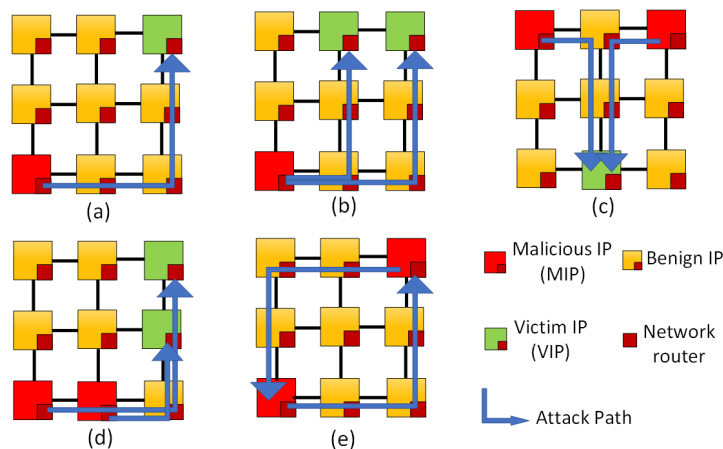 (a)
(b)
(c)
Malicious IP
(MIP)
Benign IP
Victim IP
(VIP)
Network
router
Attack Path
(d)
(e)